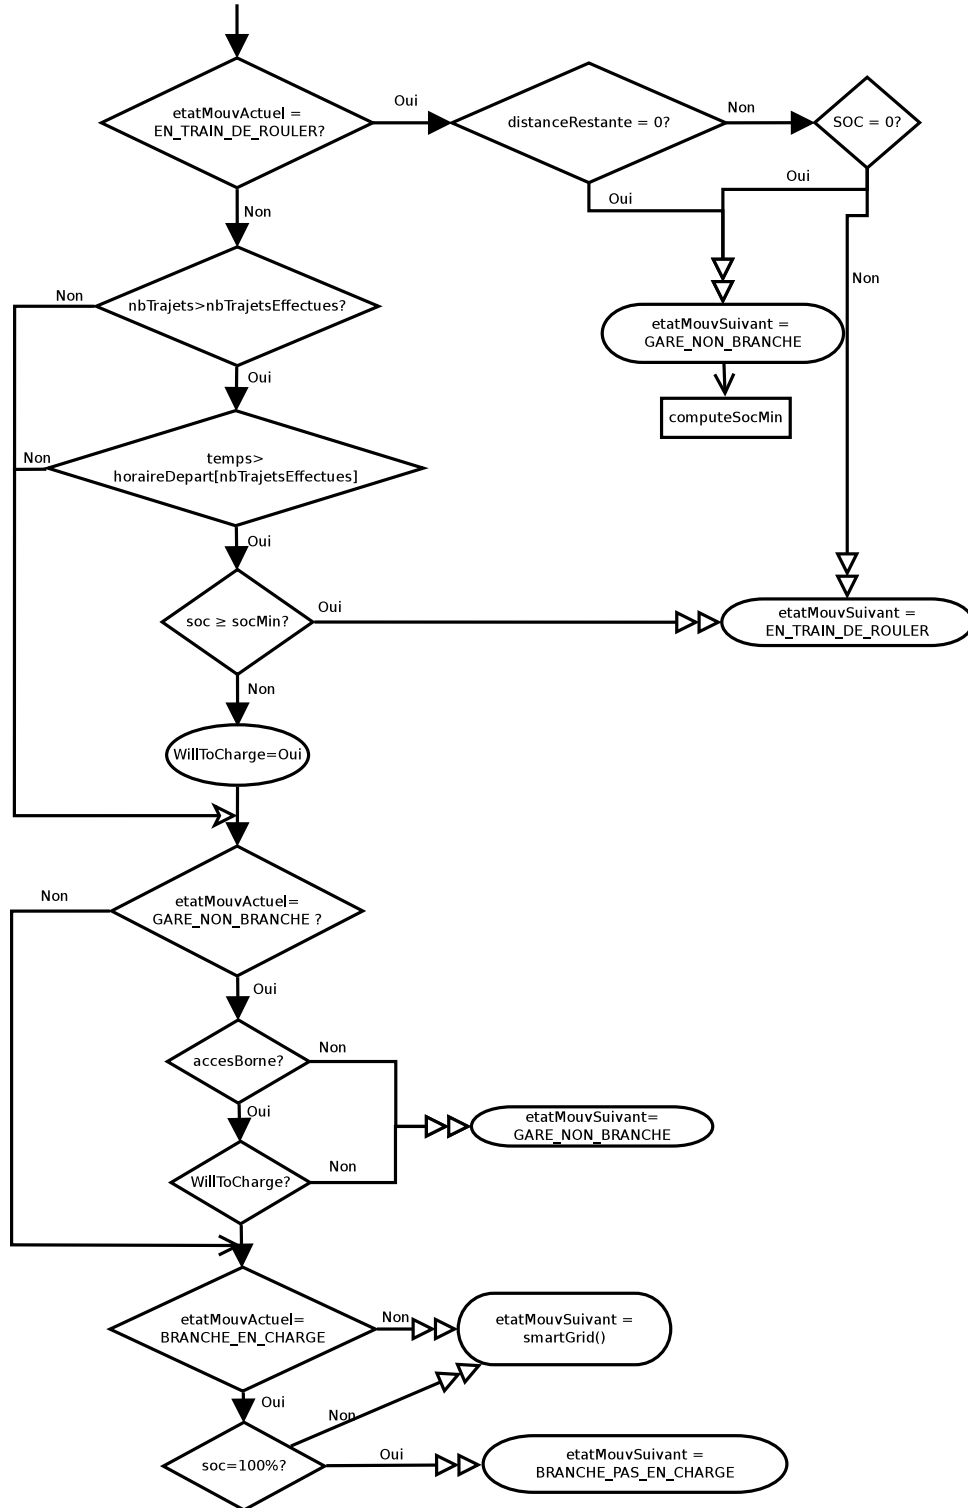 etatMouvActuel =
EN_TRAIN_DE_ROULER?
Oui
distanceRestante = 0?
Non
SOC = 0?
Oui
Oui
Non
Non
nbTrajets>nbTrajetsEffectues?
Non
etatMouvSuivant =
GARE_NON_BRANCHE
Oui
computeSocMin
temps>
horaireDepart[nbTrajetsEffectues]
Non
Oui
soc ≥ socMin?
Oui
etatMouvSuivant =
EN_TRAIN_DE_ROULER
Non
WillToCharge=Oui
etatMouvActuel=
GARE_NON_BRANCHE ?
Non
Oui
accesBorne?
Non
Oui
etatMouvSuivant=
GARE_NON_BRANCHE
WillToCharge?
Non
etatMouvActuel=
BRANCHE_EN_CHARGE
Non
etatMouvSuivant =
smartGrid()
Oui
Non
soc=100%?
Oui
etatMouvSuivant =
BRANCHE_PAS_EN_CHARGE